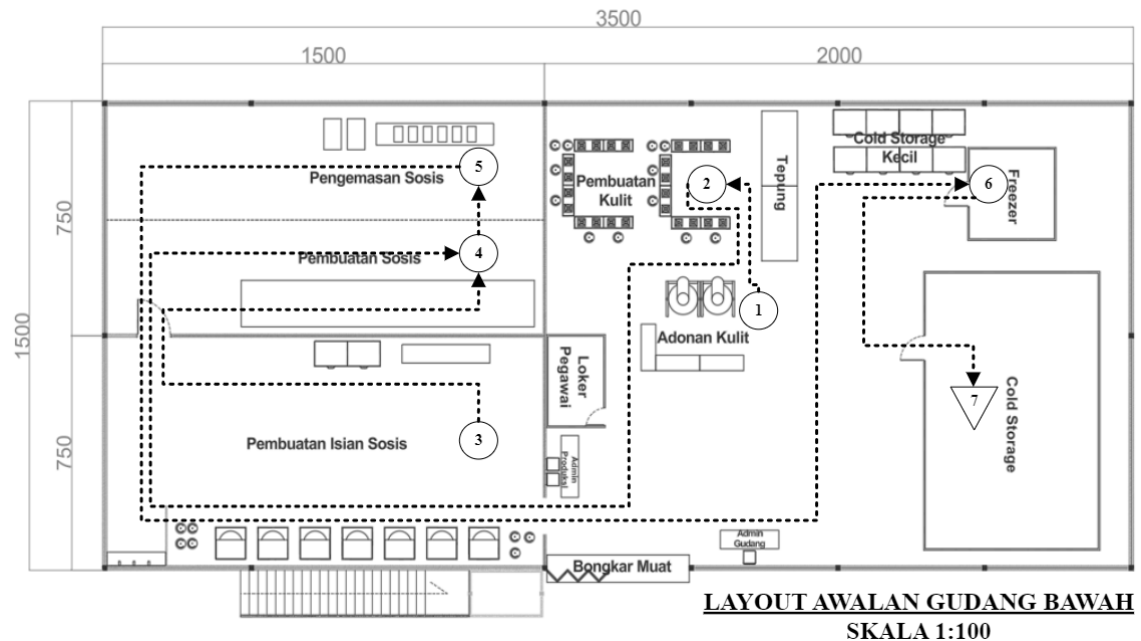 3500
1500
2000
1500
750
750
Pengemasan Sosis
5
Pembuatan Sosis
4
Pembuatan Isian Sosis
3
Pembuatan
Kulit
2
Tepung
Cold Storage
Kecil
6
Freezer
1
Adonan Kulit
Loker
Pegawai
Admin
Produksi
7
Cold Storage
Admin
Gudang
Bongkar Muat
LAYOUT AWALAN GUDANG BAWAH
SKALA 1:100